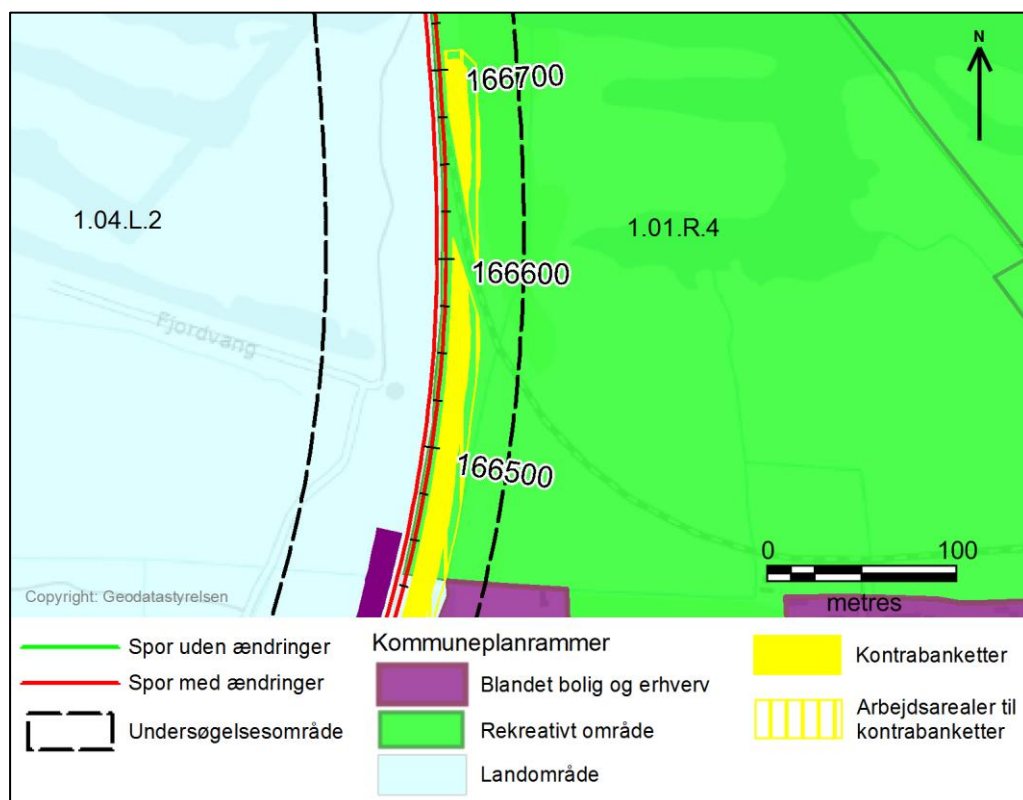 N
166700
1.04.L.2
1.01.R.4
166600
Fjordvang
166500
0 100
metres
Copyright: Geodatastyrelsen
Spor uden ændringer
Spor med ændringer
Undersøgelsesområde
Kommuneplanrammer
Blandet bolig og erhverv
Rekreativt område
Landområde
Kontrabanketter
Arbejdsarealer til
kontrabanketter